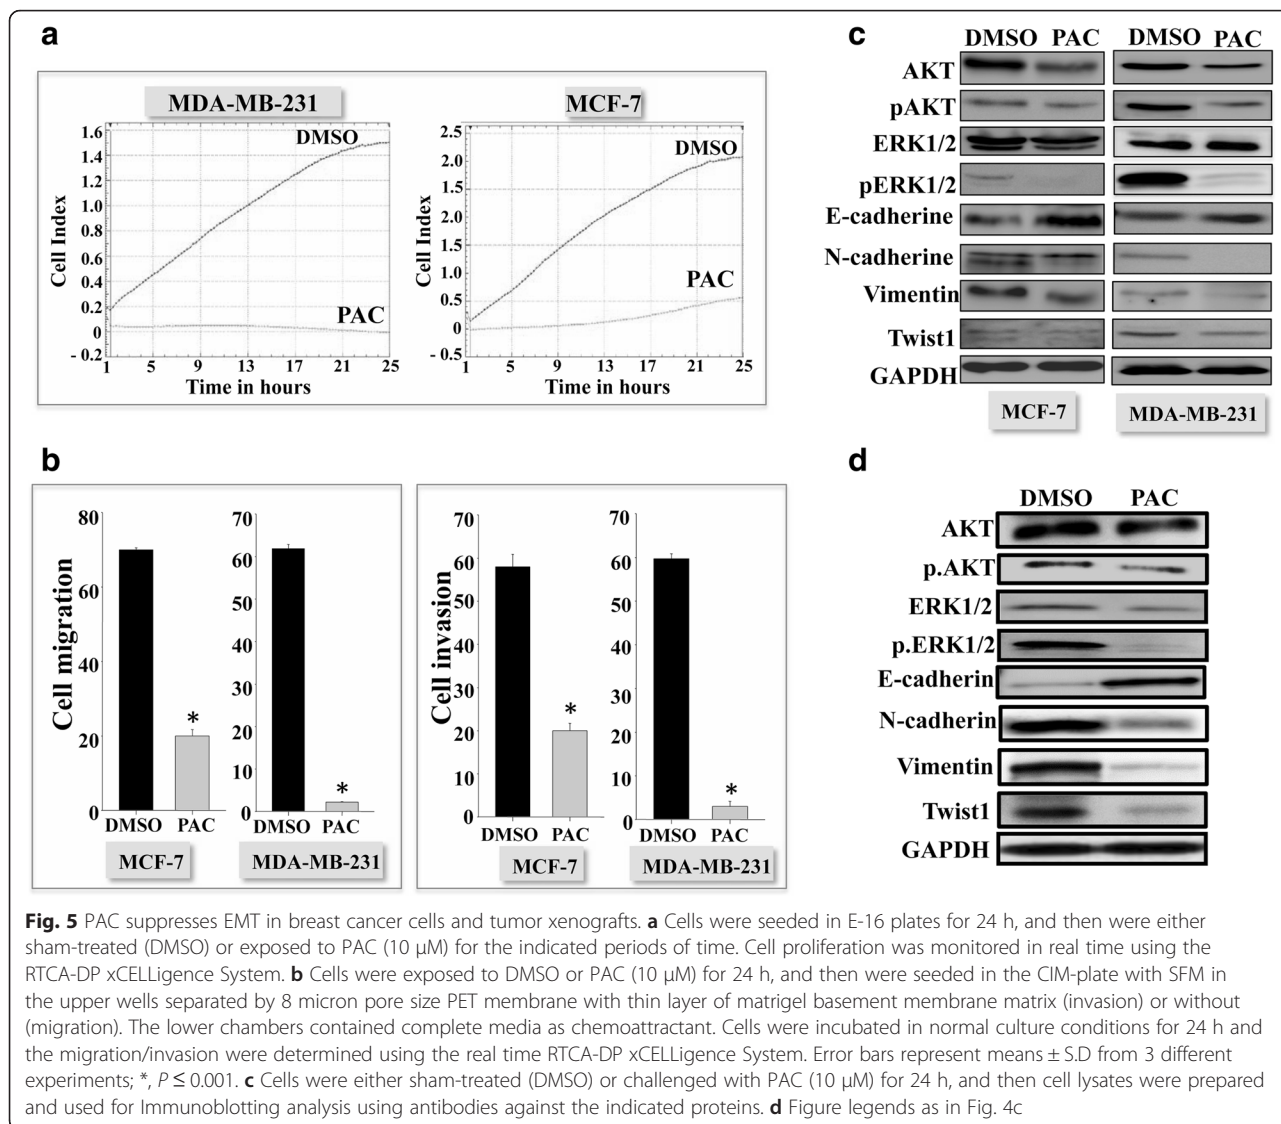 a
MDA-MB-231
MCF-7
1.6
1.4
1.2
1.0
0.8
0.6
0.4
0.2
0
- 0.2
Cell Index
DMSO
PAC
1 5 9 13 17 21 25
Time in hours
2.5
2.0
1.5
1.0
0.5
0
- 0.5
Cell Index
DMSO
PAC
1 5 9 13 17 21 25
Time in hours
b
Cell migration
80
60
40
20
0
DMSO PAC
*
MCF-7
70
60
50
40
30
20
10
0
DMSO PAC
*
MDA-MB-231
Cell invasion
70
60
50
40
30
20
10
0
DMSO PAC
*
MCF-7
70
60
50
40
30
20
10
0
DMSO PAC
*
MDA-MB-231
c
DMSO PAC DMSO PAC
AKT
pAKT
ERK1/2
pERK1/2
E-cadherine
N-cadherine
Vimentin
Twist1
GAPDH
MCF-7 MDA-MB-231
d
DMSO PAC
AKT
p.AKT
ERK1/2
p.ERK1/2
E-cadherin
N-cadherin
Vimentin
Twist1
GAPDH
Fig. 5 PAC suppresses EMT in breast cancer cells and tumor xenografts. a Cells were seeded in E-16 plates for 24 h, and then were either
sham-treated (DMSO) or exposed to PAC (10 μM) for the indicated periods of time. Cell proliferation was monitored in real time using the
RTCA-DP xCELLigence System. b Cells were exposed to DMSO or PAC (10 μM) for 24 h, and then were seeded in the CIM-plate with SFM in
the upper wells separated by 8 micron pore size PET membrane with thin layer of matrigel basement membrane matrix (invasion) or without
(migration). The lower chambers contained complete media as chemoattractant. Cells were incubated in normal culture conditions for 24 h and
the migration/invasion were determined using the real time RTCA-DP xCELLigence System. Error bars represent means ± S.D from 3 different
experiments; *, P ≤ 0.001. c Cells were either sham-treated (DMSO) or challenged with PAC (10 μM) for 24 h, and then cell lysates were prepared
and used for Immunoblotting analysis using antibodies against the indicated proteins. d Figure legends as in Fig. 4c